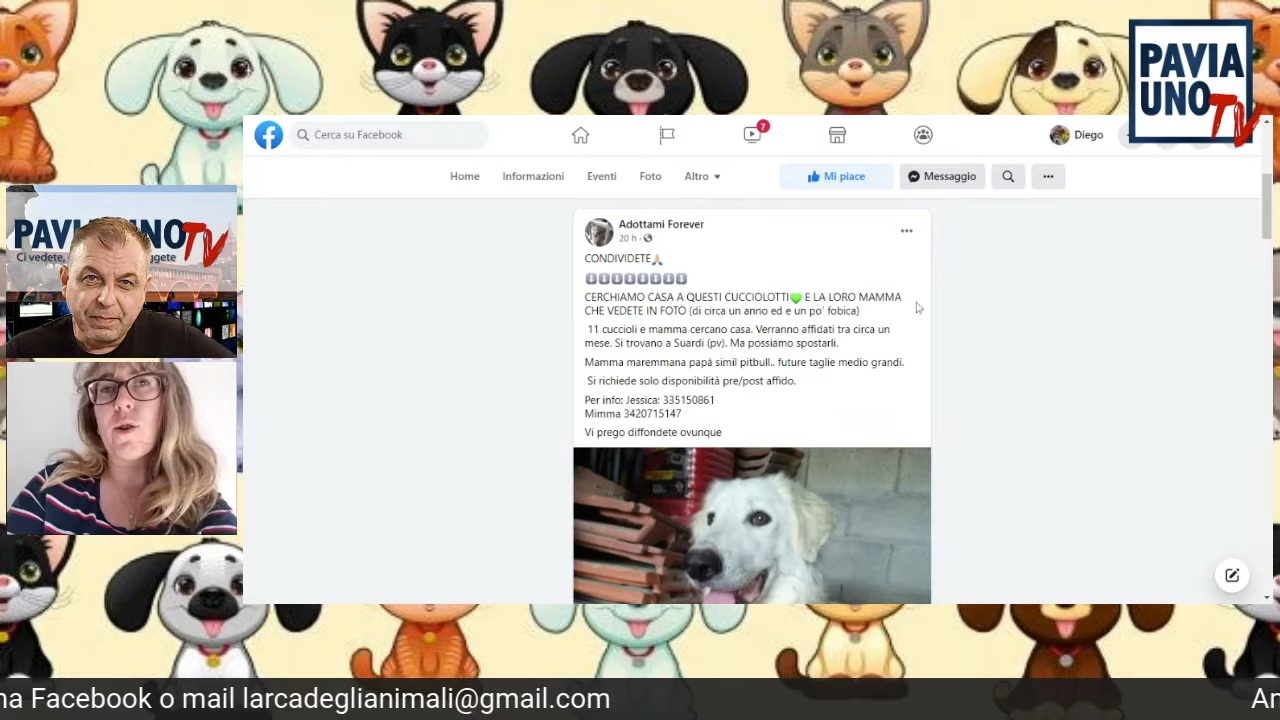 PAVIA
UNO
TV
Cerca su Facebook
7
Diego
Home
Informazioni
Eventi
Foto
Altro
Mi piace
Messaggio
Adottami Forever
20 h ·
CONDIVIDETE🙏
⬇⬇⬇⬇⬇⬇⬇⬇
CERCHIAMO CASA A QUESTI CUCCIOLOTTI💚 E LA LORO MAMMA
CHE VEDETE IN FOTO (di circa un anno ed e un po' fobica)
11 cuccioli e mamma cercano casa. Verranno affidati tra circa un
mese. Si trovano a Suardi (pv). Ma possiamo spostarli.
Mamma maremmana papà simil pitbull.. future taglie medio grandi.
Si richiede solo disponibilità pre/post affido.
Per info: Jessica: 335150861
Mimma 3420715147
Vi prego diffondete ovunque
TV
Ci vedete,
na Facebook o mail larcadeglianimali@gmail.com